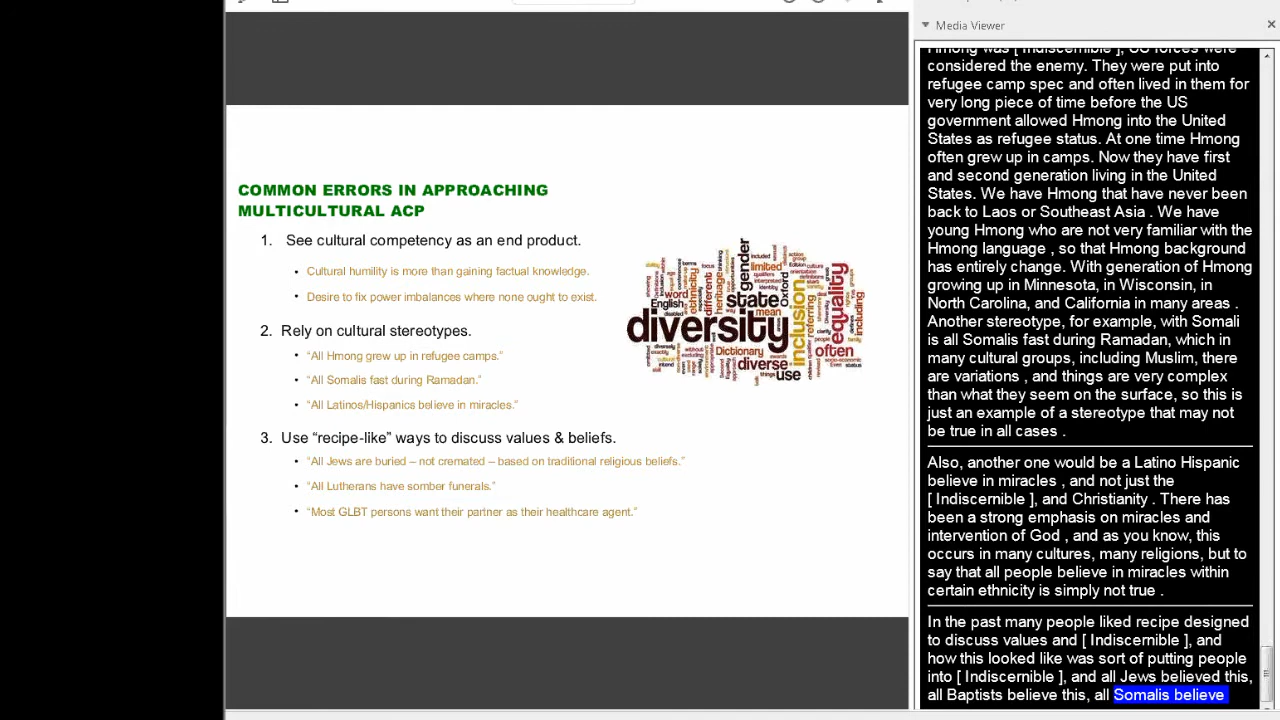 COMMON ERRORS IN APPROACHING
MULTICULTURAL ACP
1. See cultural competency as an end product.
• Cultural humility is more than gaining factual knowledge.
• Desire to fix power imbalances where none ought to exist.
2. Rely on cultural stereotypes.
• “All Hmong grew up in refugee camps.”
• “All Somalis fast during Ramadan.”
• “All Latinos/Hispanics believe in miracles.”
3. Use “recipe-like” ways to discuss values & beliefs.
• “All Jews are buried – not cremated – based on traditional religious beliefs.”
• “All Lutherans have somber funerals.”
• “Most GLBT persons want their partner as their healthcare agent.”
diversity
inclusion
equality
gender
state
limited
ethnicity
different
heritage
word
English
mean
Oxford
referring
including
often
Dictionary
diverse
use
Media Viewer
Hmong was [ Indiscernible ], US forces were
considered the enemy. They were put into
refugee camp spec and often lived in them for
very long piece of time before the US
government allowed Hmong into the United
States as refugee status. At one time Hmong
often grew up in camps. Now they have first
and second generation living in the United
States. We have Hmong that have never been
back to Laos or Southeast Asia . We have
young Hmong who are not very familiar with the
Hmong language , so that Hmong background
has entirely change. With generation of Hmong
growing up in Minnesota, in Wisconsin, in
North Carolina, and California in many areas .
Another stereotype, for example, with Somali
is all Somalis fast during Ramadan, which in
many cultural groups, including Muslim, there
are variations , and things are very complex
than what they seem on the surface, so this is
just an example of a stereotype that may not
be true in all cases .
Also, another one would be a Latino Hispanic
believe in miracles , and not just the
[ Indiscernible ], and Christianity . There has
been a strong emphasis on miracles and
intervention of God , and as you know, this
occurs in many cultures, many religions, but to
say that all people believe in miracles within
certain ethnicity is simply not true .
In the past many people liked recipe designed
to discuss values and [ Indiscernible ], and
how this looked like was sort of putting people
into [ Indiscernible ], and all Jews believed this,
all Baptists believe this, all Somalis believe